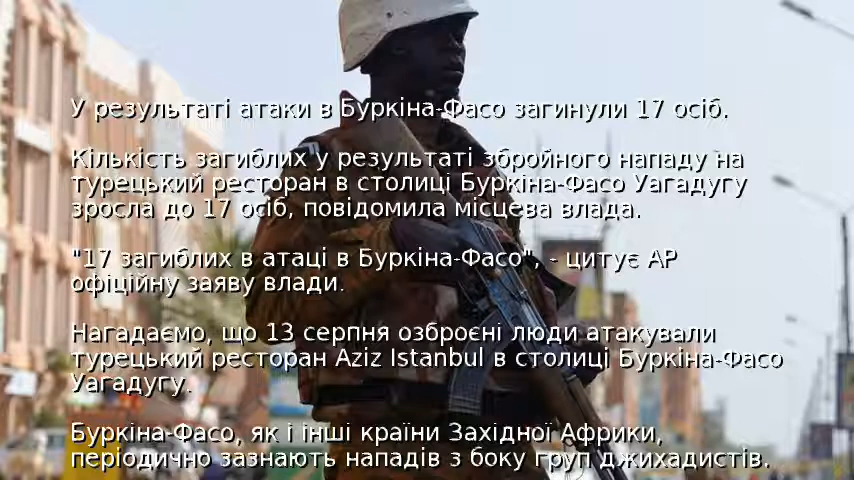 У результаті атаки в Буркіна-Фасо загинули 17 осіб.
Кількість загиблих у результаті збройного нападу на
турецький ресторан в столиці Буркіна-Фасо Уагадугу
зросла до 17 осіб, повідомила місцева влада.
"17 загиблих в атаці в Буркіна-Фасо", - цитує AP
офіційну заяву влади.
Нагадаємо, що 13 серпня озброєні люди атакували
турецький ресторан Aziz Istanbul в столиці Буркіна-Фасо
Уагадугу.
Буркіна-Фасо, як і інші країни Західної Африки,
періодично зазнають нападів з боку груп джихадистів.